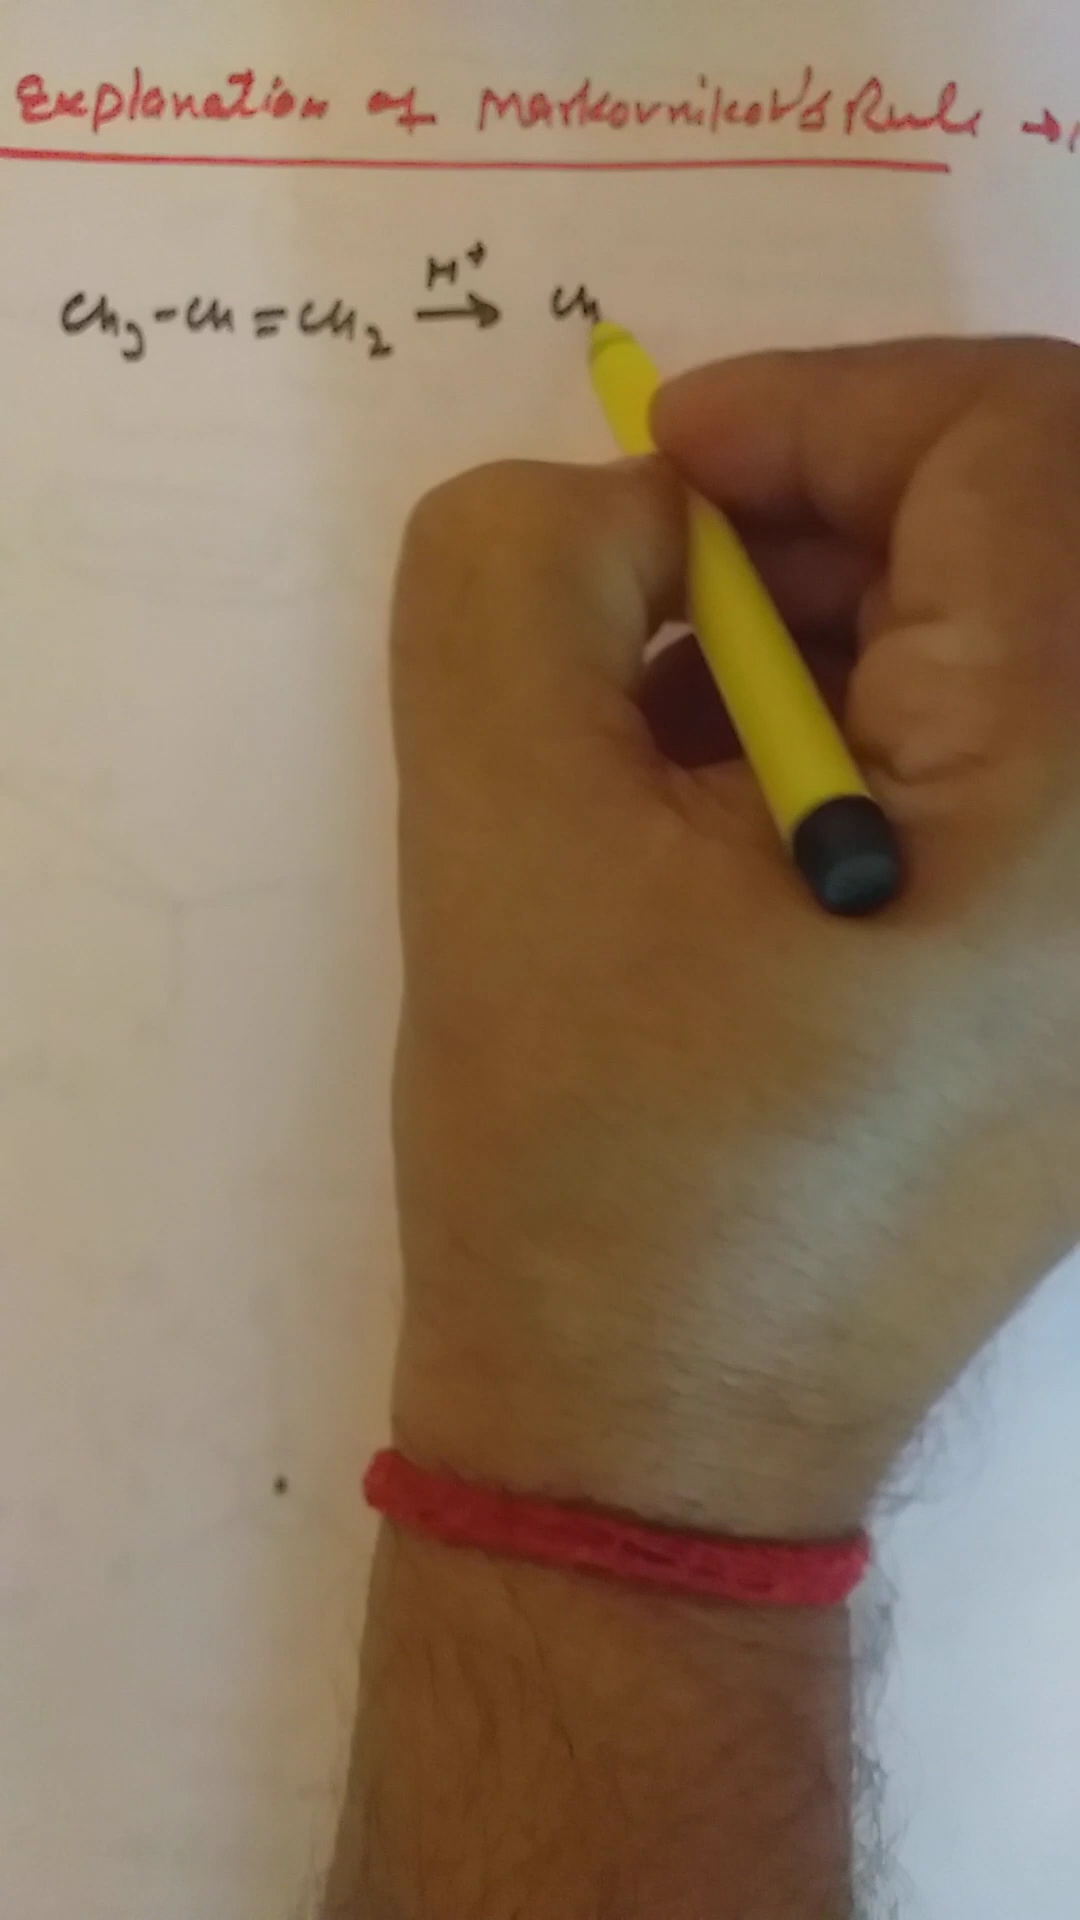 Explanation of Markovnikov's Rule →
CH₃-CH=CH₂ →H⁺ CH